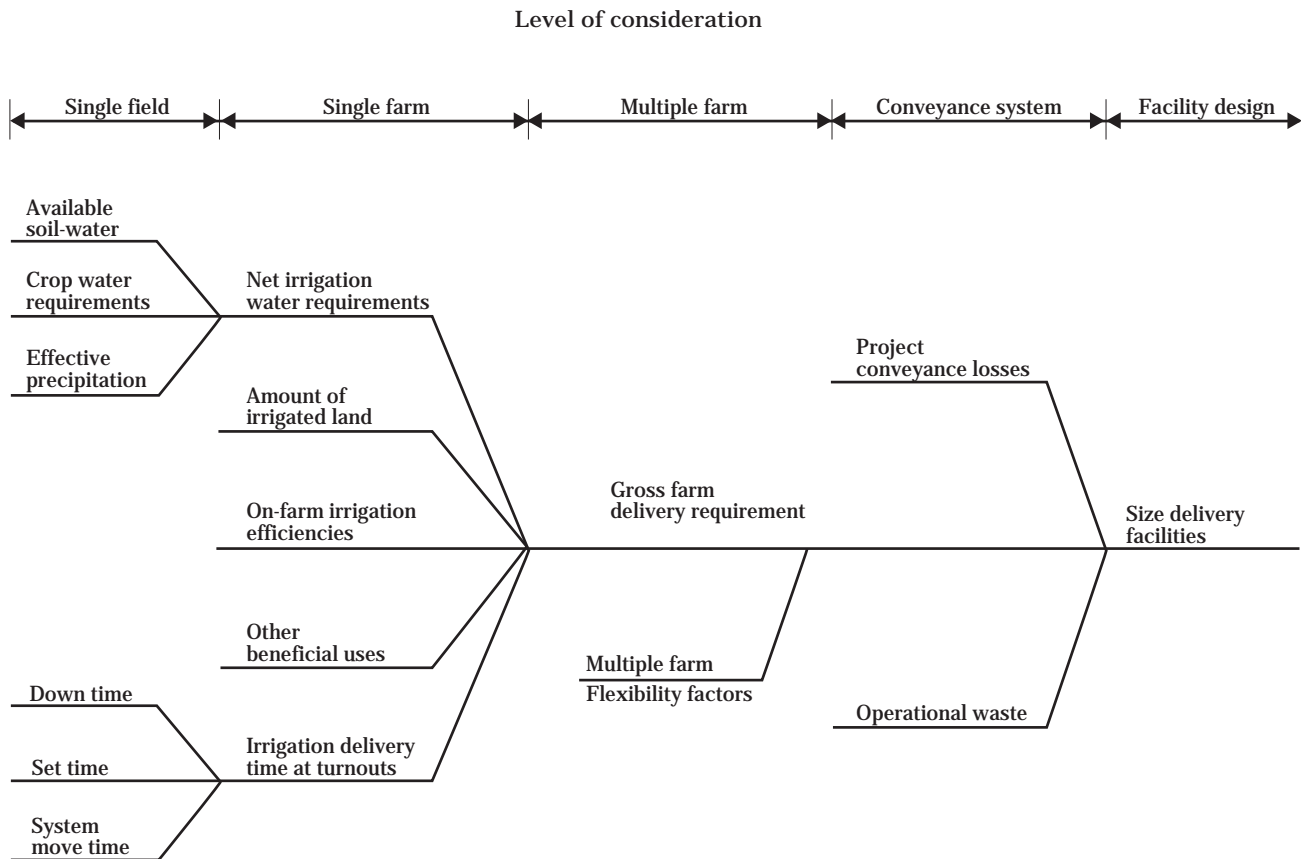 Level of consideration
Single field
Single farm
Multiple farm
Conveyance system
Facility design
Available
soil-water
Crop water
requirements
Effective
precipitation
Net irrigation
water requirements
Amount of
irrigated land
On-farm irrigation
efficiencies
Other
beneficial uses
Down time
Set time
System
move time
Irrigation delivery
time at turnouts
Gross farm
delivery requirement
Multiple farm
Flexibility factors
Project
conveyance losses
Operational waste
Size delivery
facilities